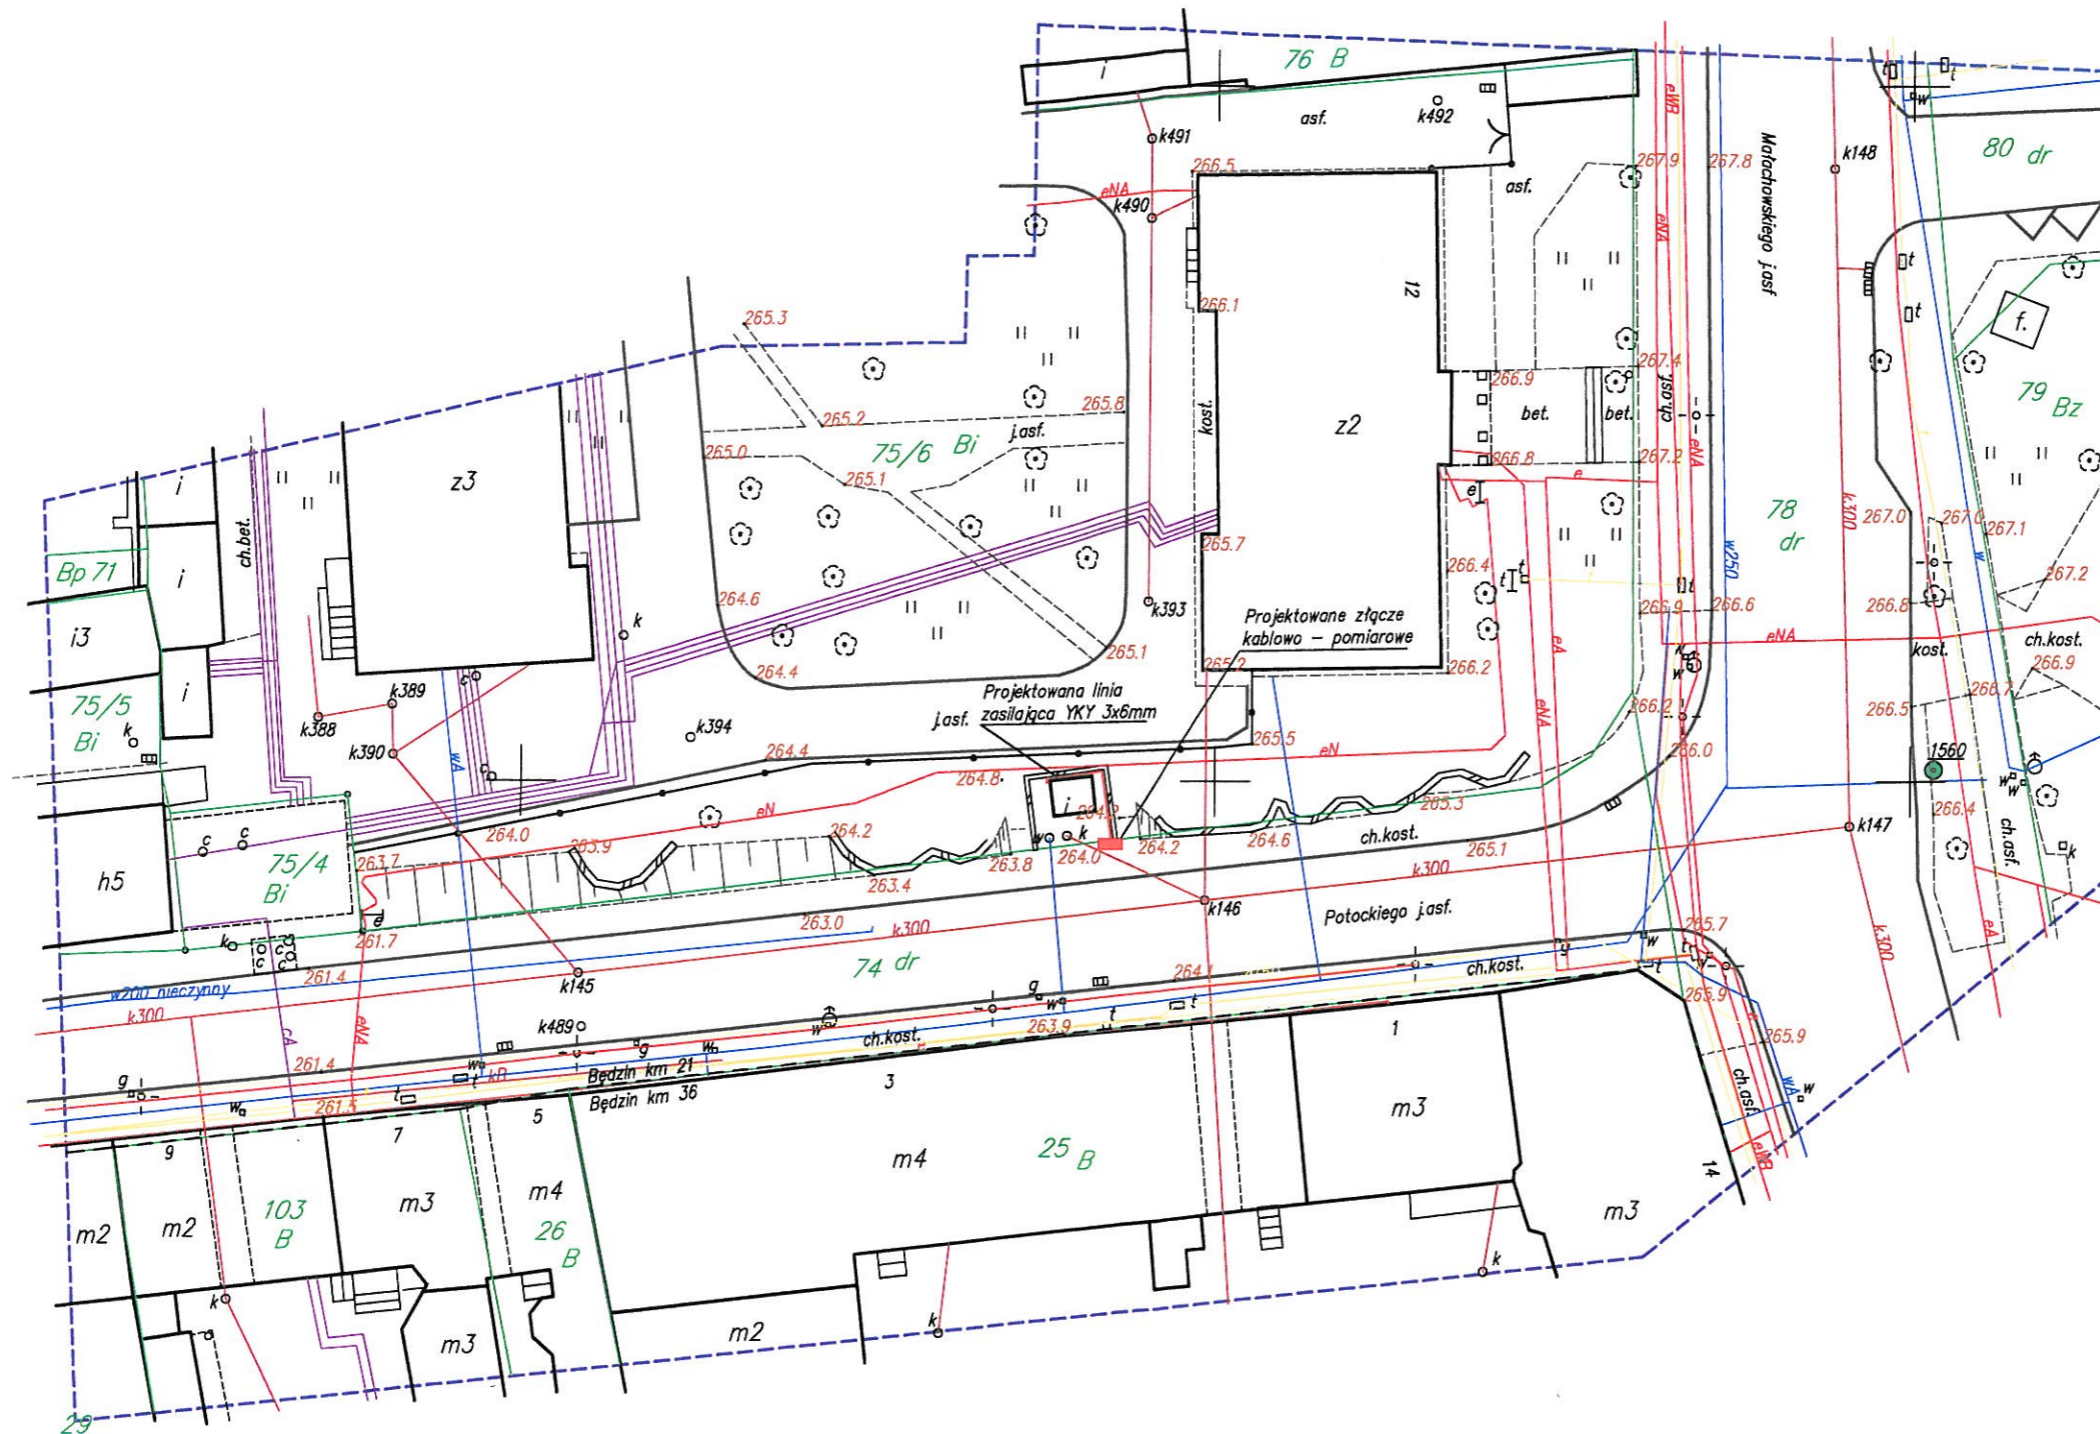 76 B
i
asf.
k492
k491
eWB
Małachowskiego j.asf
k148
t
t
w
80 dr
266.5
267.9
267.8
asf.
eNA
k490
eNA
12
t
t
f.
266.1
265.3
267.4
266.9
79 Bz
265.2
265.8
j.asf.
75/6 Bi
265.0
265.1
kost.
z2
bet.
bet.
ch.asf.
eNA
266.8
267.2
z3
i
ch.bet.
e
e
78
dr
k300
267.0
267.0
267.1
w250
w
Bp 71
i
265.7
266.4
t
t
t
267.2
264.6
k393
266.9
266.6
266.8
i3
k
Projektowane złącze
kablowo – pomiarowe
eA
eNA
kost.
ch.kost.
266.9
265.1
265.2
266.2
264.4
i
75/5
Bi
k
c
k389
k388
Projektowana linia
j.asf. zasilająca YKY 3x6mm
eNA
266.2
266.5
266.7
w
k390
k394
264.4
265.5
eN
266.0
wA
c
264.8
1560
w
w
i
264.2
265.3
266.4
eN
264.0
264.2
263.9
k
264.0
264.2
264.6
ch.kost.
265.1
k147
ch.asf.
k
c
c
263.7
h5
75/4
Bi
263.8
263.4
k300
e
k146
Potockiego j.asf.
k300
eA
k
c
c
c
261.7
263.0
k300
265.7
74 dr
261.4
k145
264.1
ch.kost.
g
w
t
t
w200 nieczynny
k300
265.9
cA
eNA
k489
g
w
w
t
t
263.9
ch.kost.
1
265.9
261.4
g
w
w
g
t
kB
Będzin km 21
Będzin km 36
3
t
w
261.5
wA
w
ch.asf.
eWB
9
7
5
m4
25 B
m3
14
m2
m2
103
B
m3
m4
26
B
m3
k
k
k
m3
m2
29